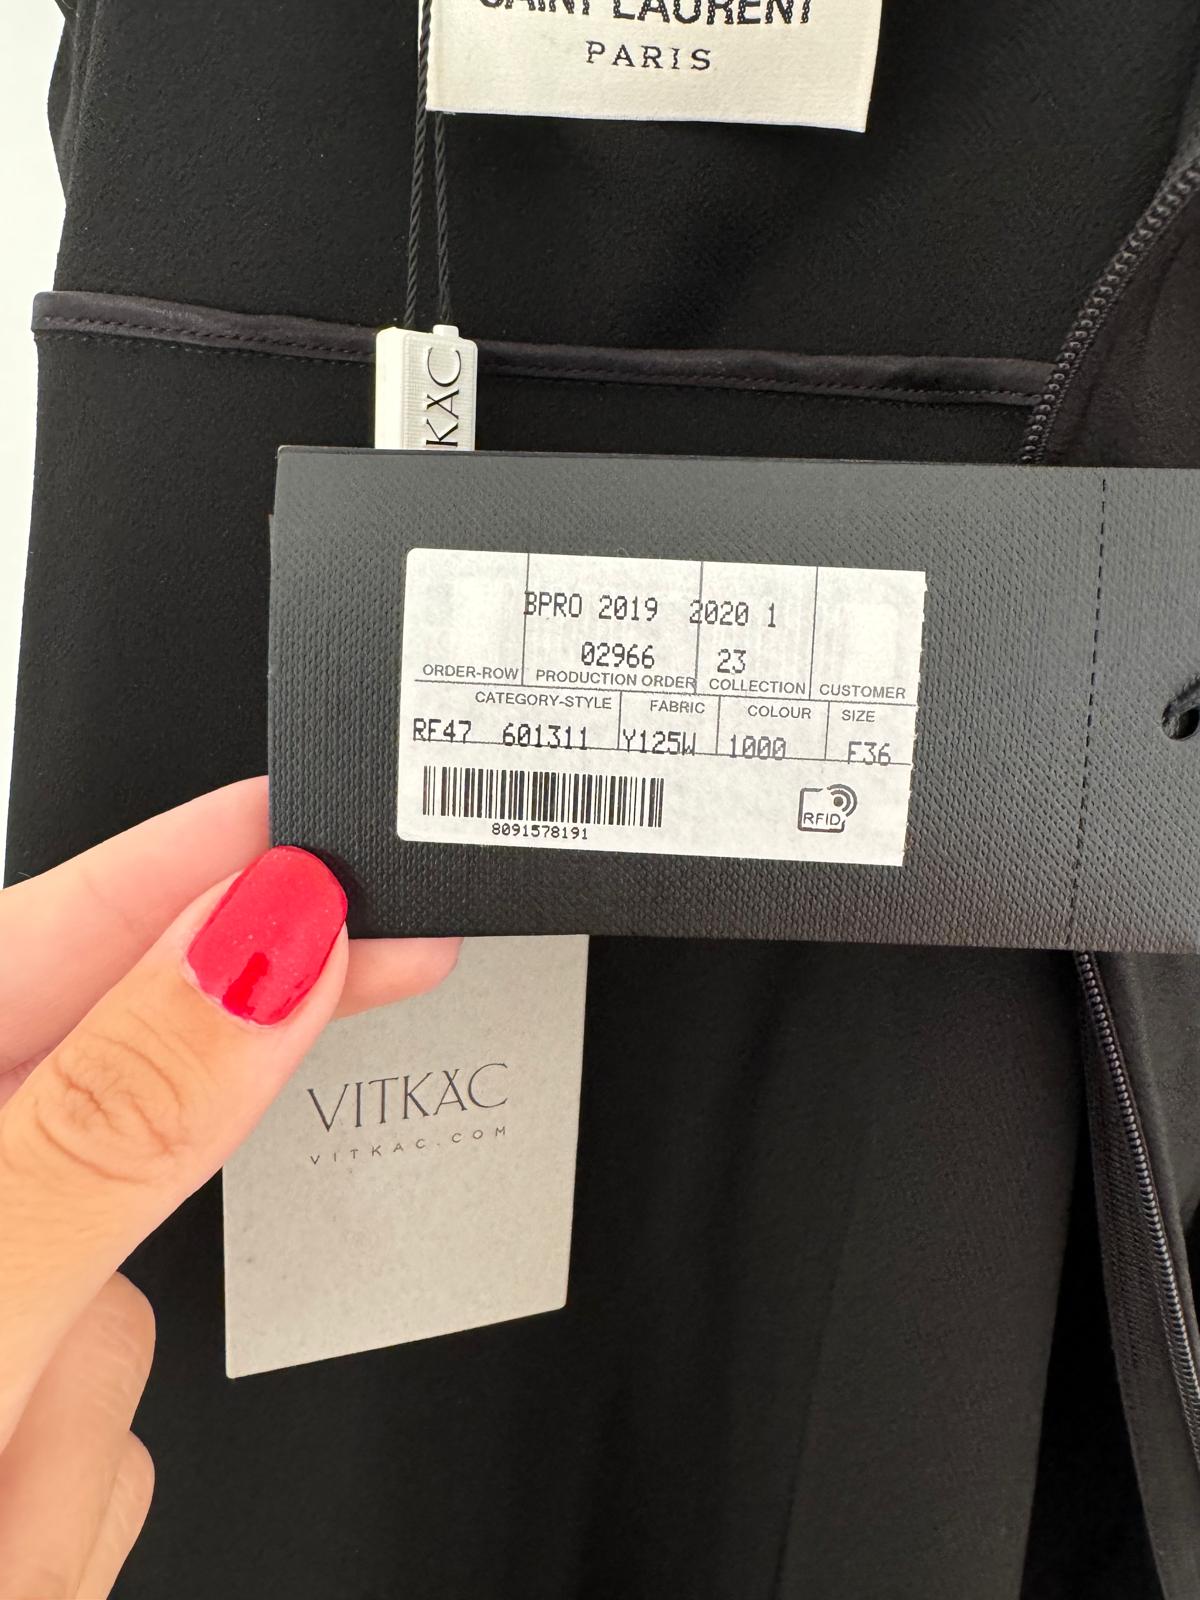 SAINT LAURENT
PARIS
KAC
BPRO 2019 2020 1
02966 23
ORDER-ROW PRODUCTION ORDER COLLECTION CUSTOMER
CATEGORY-STYLE FABRIC COLOUR SIZE
RF47 601311 Y125W 1000 F36
8091578191
RFID
VITKAC
VITKAC.COM